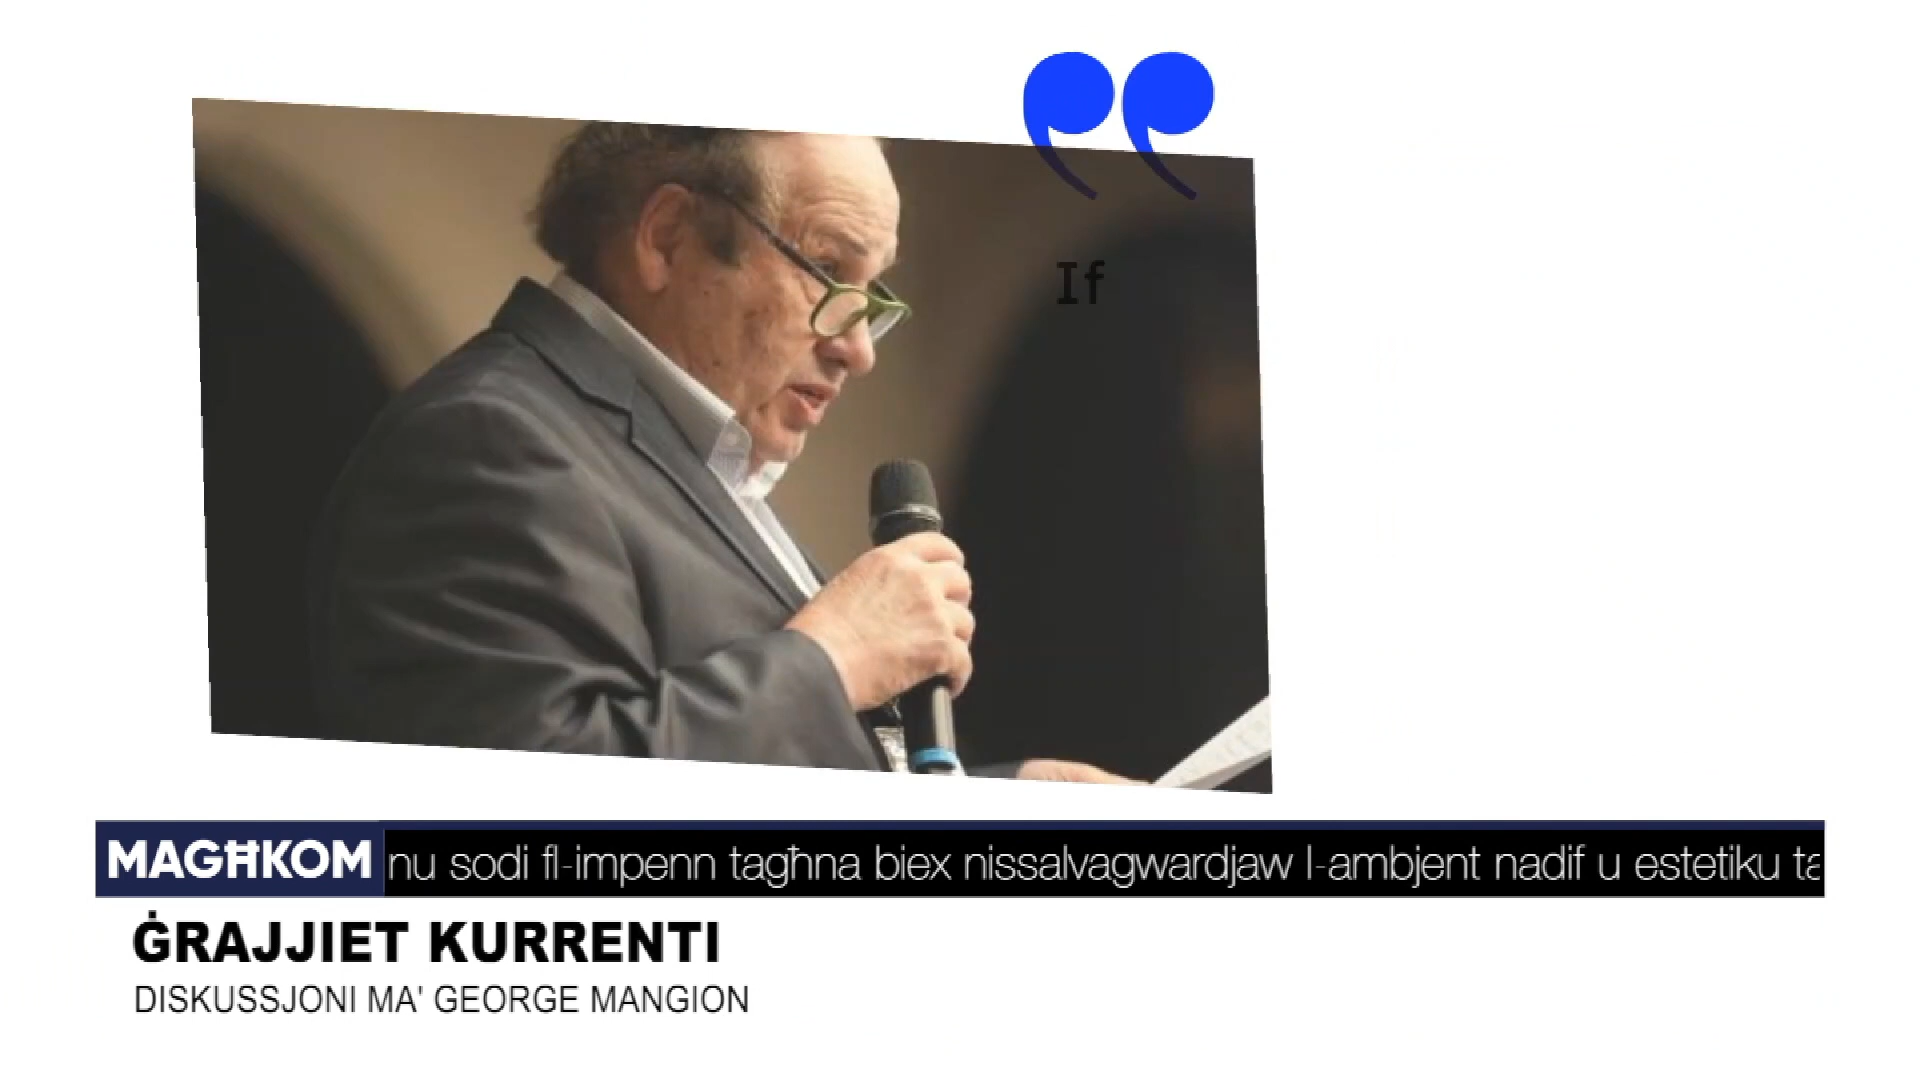 If
MAGĦKOM
nu sodi fl-impenn tagħna biex nissalvagwardjaw l-ambjent nadif u estetiku ta
ĠRAJJIET KURRENTI
DISKUSSJONI MA' GEORGE MANGION